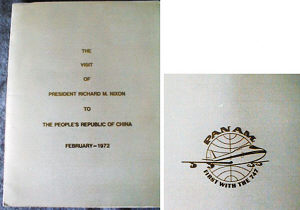 THE
VISIT
OF
PRESIDENT RICHARD M. NIXON
TO
THE PEOPLE'S REPUBLIC OF CHINA
FEBRUARY-1972
PAN AM
FIRST WITH THE 747